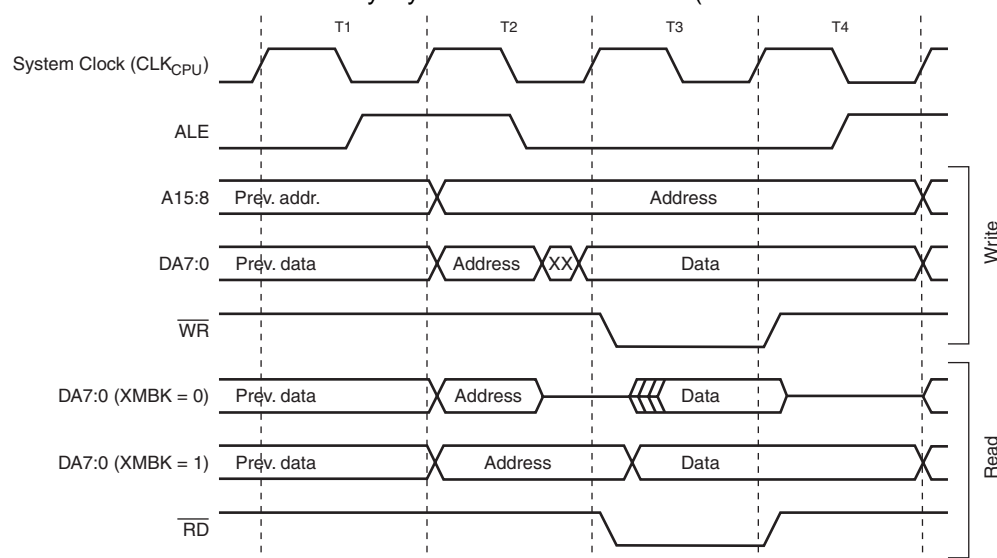 T1 T2 T3 T4
System Clock (CLKCPU)
ALE
A15:8 Prev. addr. Address
DA7:0 Prev. data Address XX Data
WR
Write
DA7:0 (XMBK = 0) Prev. data Address Data
DA7:0 (XMBK = 1) Prev. data Address Data
RD
Read